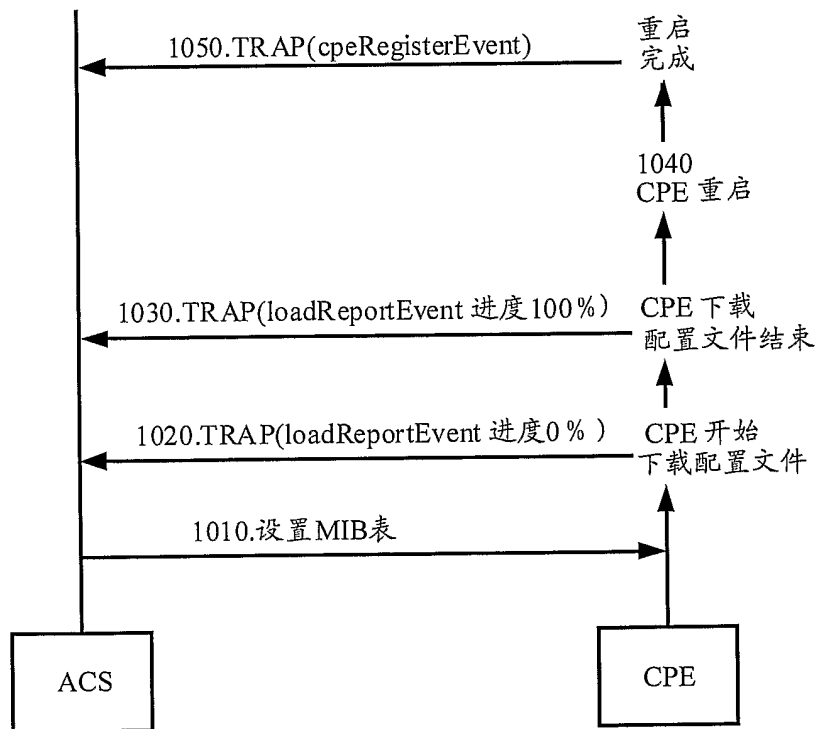 1050.TRAP(cpeRegisterEvent)
重启
完成
1040
CPE 重启
1030.TRAP(loadReportEvent 进度100%)
CPE 下载
配置文件结束
1020.TRAP(loadReportEvent 进度0%)
CPE 开始
下载配置文件
1010.设置MIB表
ACS
CPE